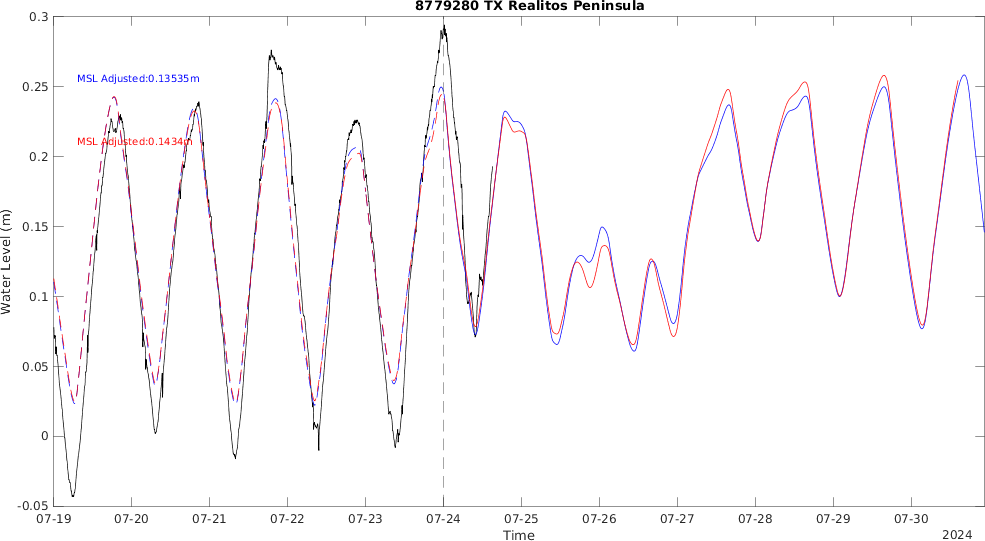 8779280 TX Realitos Peninsula
0.3
0.25
0.2
0.15
0.1
0.05
0
-0.05
Water Level (m)
MSL Adjusted:0.13535m
MSL Adjusted:0.1434m
07-19 07-20 07-21 07-22 07-23 07-24 07-25 07-26 07-27 07-28 07-29 07-30
Time
2024